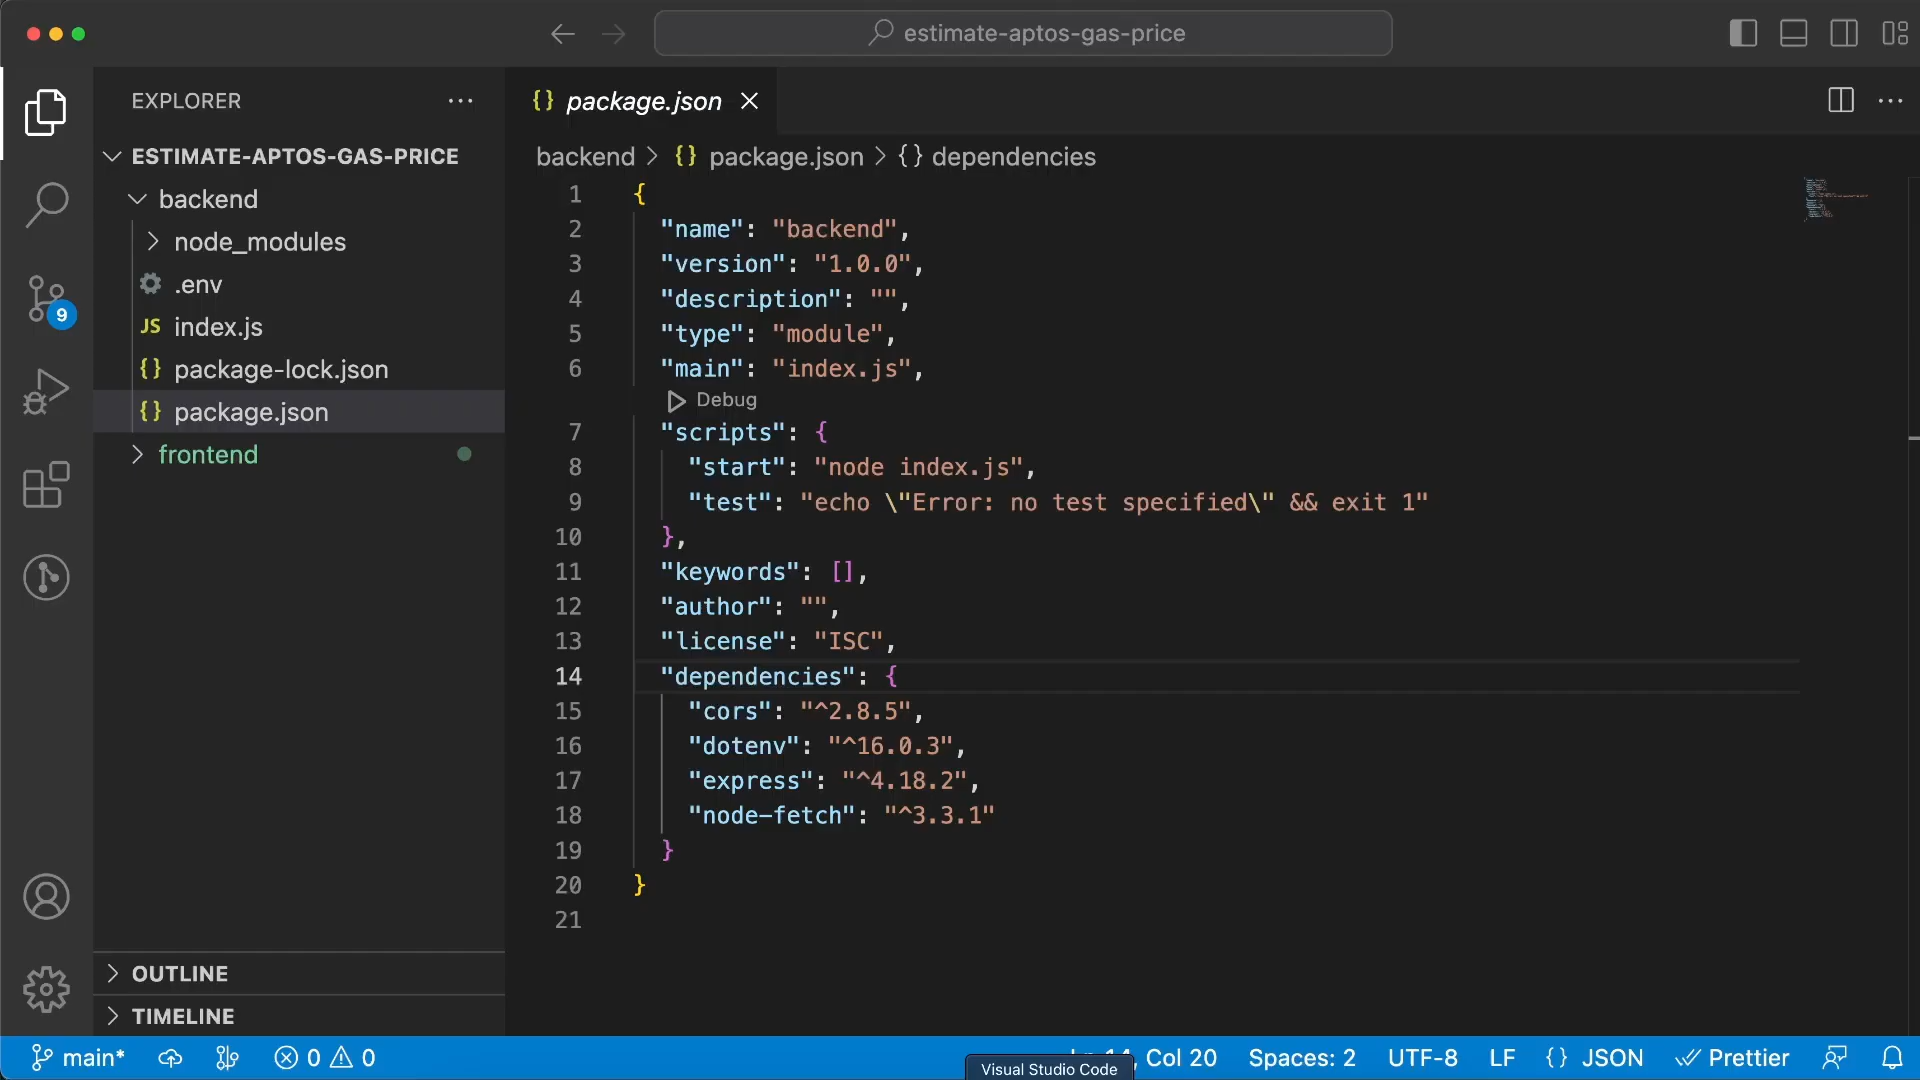 estimate-aptos-gas-price
EXPLORER
ESTIMATE-APTOS-GAS-PRICE
backend
node_modules
.env
JS index.js
{} package-lock.json
{} package.json
frontend
OUTLINE
TIMELINE
9
{} package.json
backend > {} package.json > {} dependencies
1 {
2 "name": "backend",
3 "version": "1.0.0",
4 "description": "",
5 "type": "module",
6 "main": "index.js",
Debug
7 "scripts": {
8 "start": "node index.js",
9 "test": "echo \"Error: no test specified\" && exit 1"
10 },
11 "keywords": [],
12 "author": "",
13 "license": "ISC",
14 "dependencies": {
15 "cors": "^2.8.5",
16 "dotenv": "^16.0.3",
17 "express": "^4.18.2",
18 "node-fetch": "^3.3.1"
19 }
20 }
21
main* 0 0 Col 20 Spaces: 2 UTF-8 LF {} JSON Prettier
Visual Studio Code